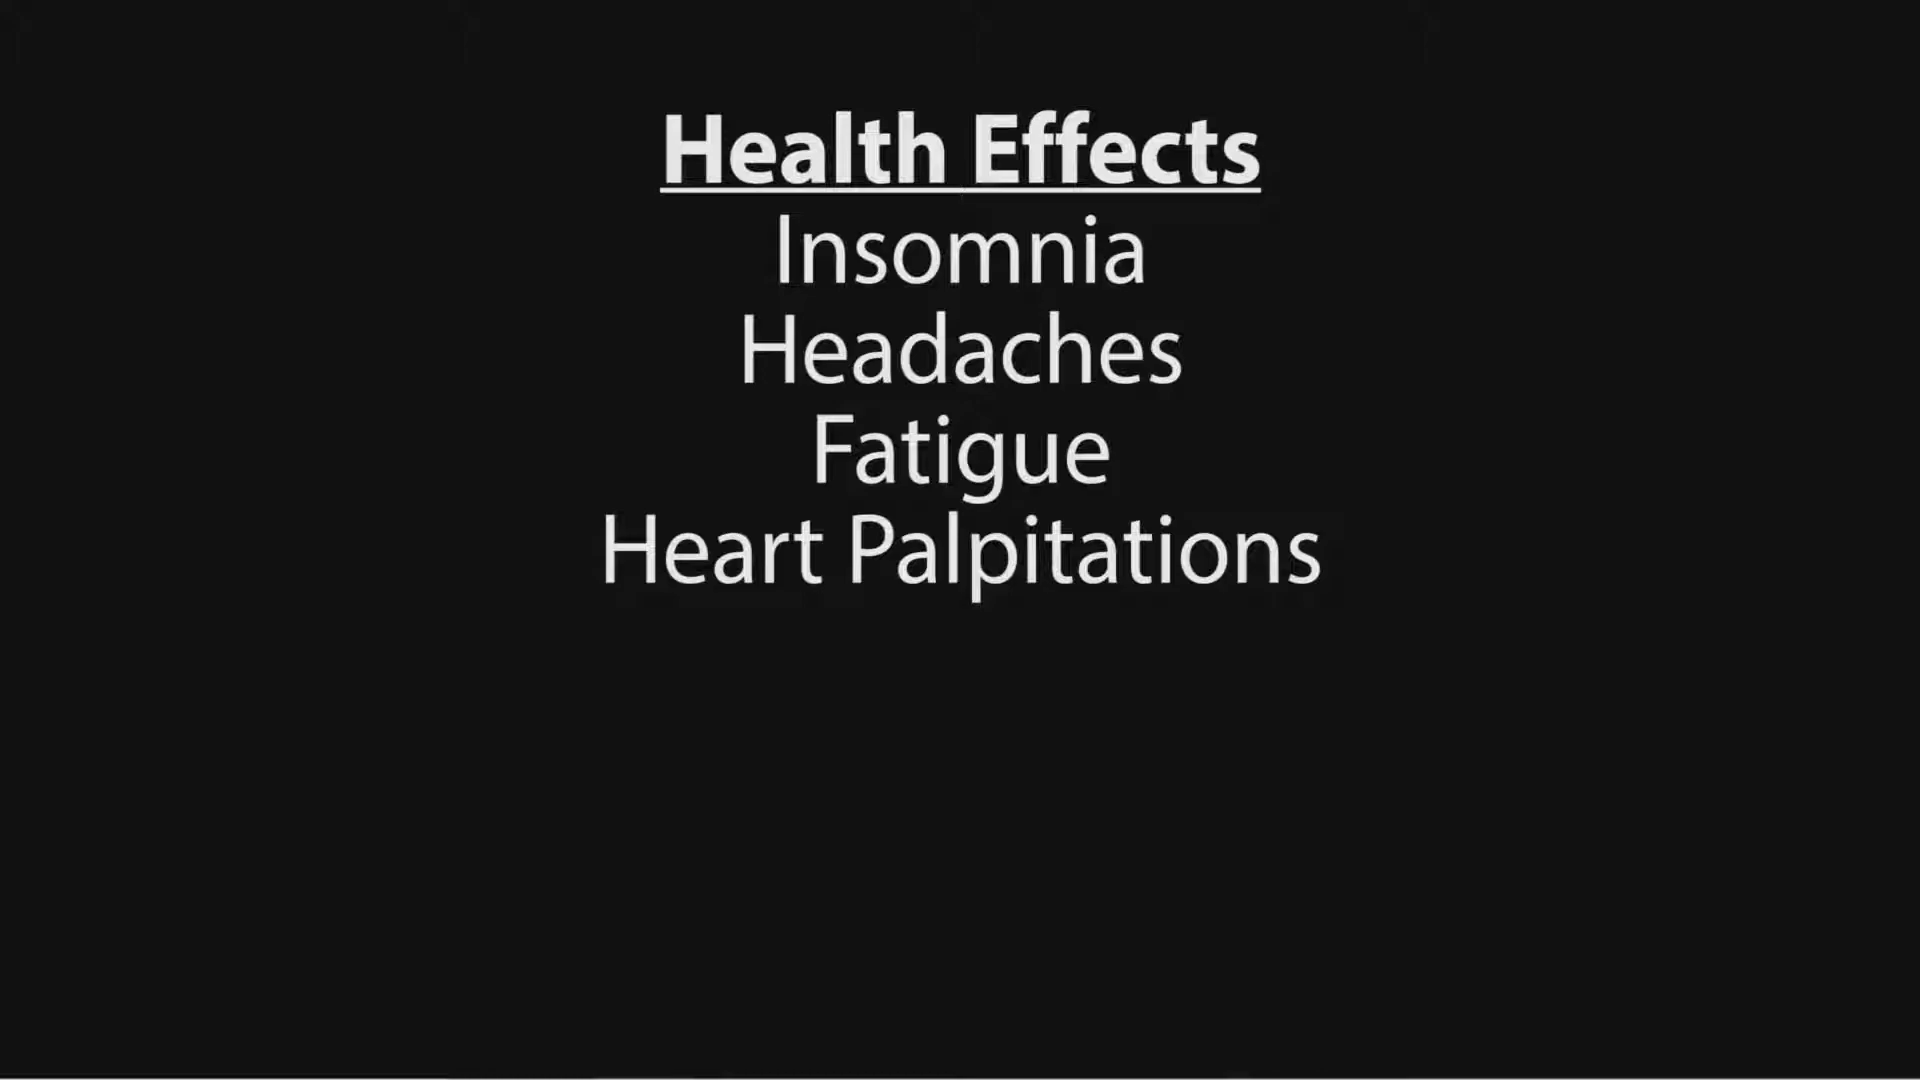 Health Effects
Insomnia
Headaches
Fatigue
Heart Palpitations